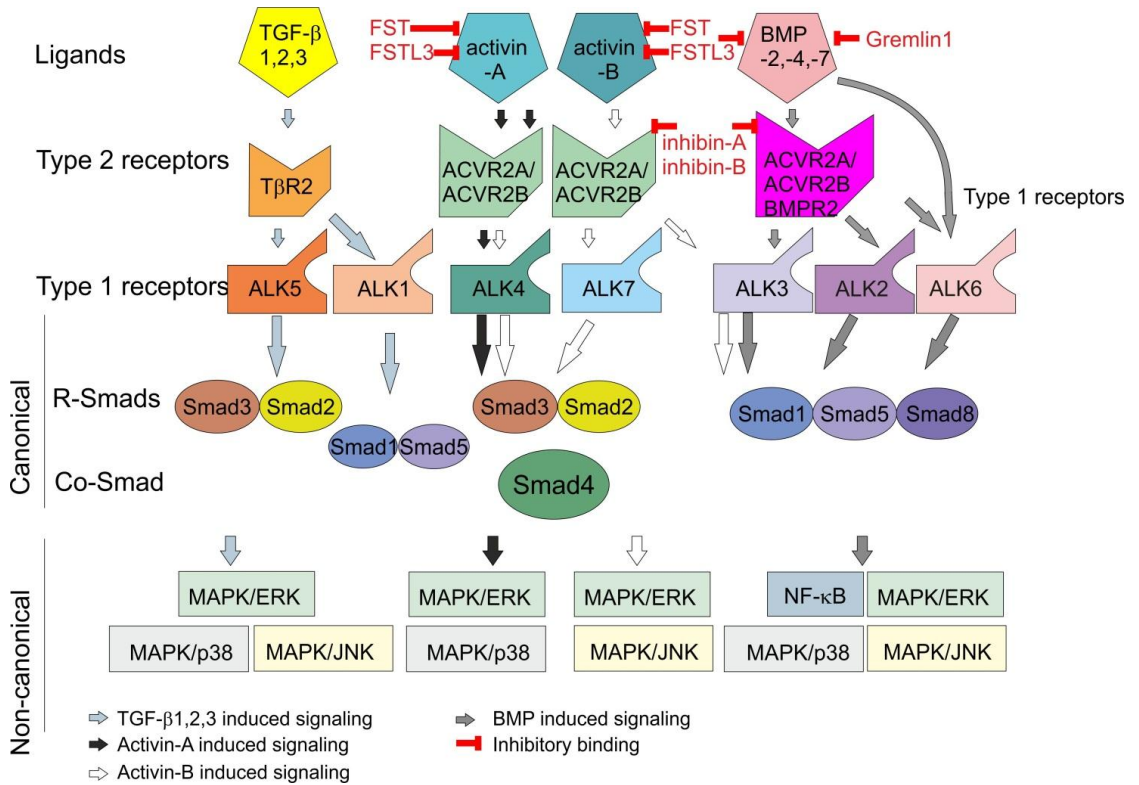 Ligands
TGF-β
1,2,3
FST
FSTL3
activin
-A
activin
-B
FST
FSTL3
BMP
-2,-4,-7
Gremlin1
Type 2 receptors
TβR2
ACVR2A/
ACVR2B
ACVR2A/
ACVR2B
inhibin-A
inhibin-B
ACVR2A/
ACVR2B
BMPR2
Type 1 receptors
Type 1 receptors
ALK5
ALK1
ALK4
ALK7
ALK3
ALK2
ALK6
Canonical
R-Smads
Smad3
Smad2
Smad1
Smad5
Smad3
Smad2
Smad1
Smad5
Smad8
Co-Smad
Smad4
Non-canonical
MAPK/ERK
MAPK/p38
MAPK/JNK
MAPK/ERK
MAPK/p38
MAPK/ERK
MAPK/JNK
NF-κB
MAPK/ERK
MAPK/p38
MAPK/JNK
TGF-β1,2,3 induced signaling
Activin-A induced signaling
Activin-B induced signaling
BMP induced signaling
Inhibitory binding